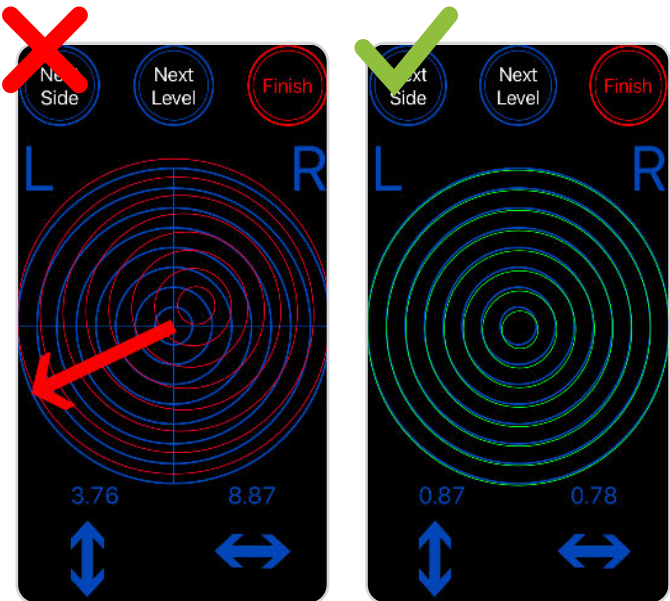 Next
Side
Next
Level
Finish
L
R
3.76
8.87
Next
Side
Next
Level
Finish
L
R
0.87
0.78